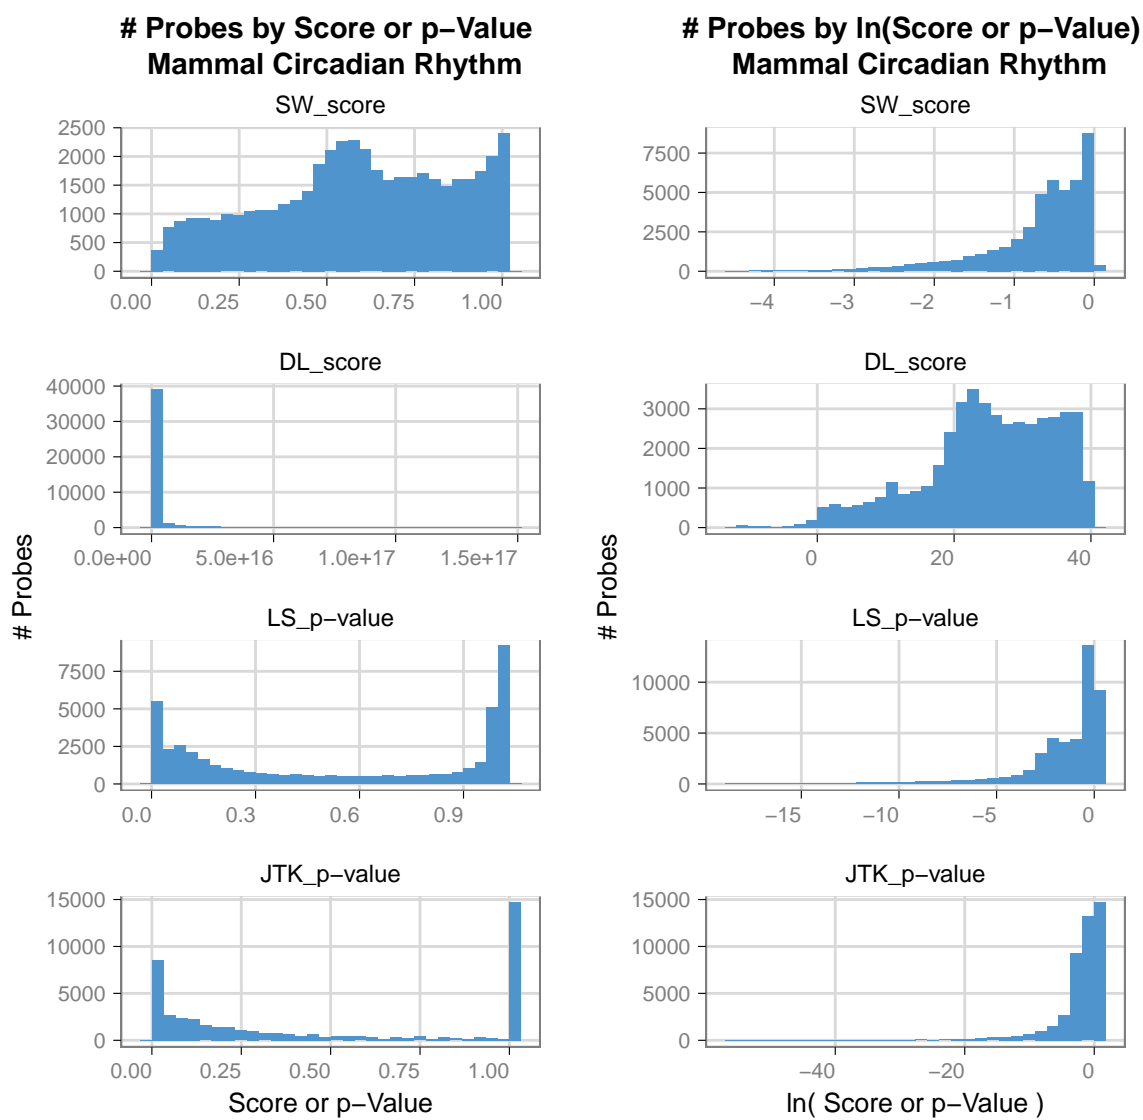 # Probes by Score or p−Value
Mammal Circadian Rhythm
SW_score
2500
2000
1500
1000
500
0
0.00 0.25 0.50 0.75 1.00
DL_score
40000
30000
20000
10000
0
0.0e+00 5.0e+16 1.0e+17 1.5e+17
LS_p−value
7500
5000
2500
0
0.0 0.3 0.6 0.9
JTK_p−value
15000
10000
5000
0
0.00 0.25 0.50 0.75 1.00
# Probes
Score or p−Value
# Probes by ln(Score or p−Value)
Mammal Circadian Rhythm
SW_score
7500
5000
2500
0
−4 −3 −2 −1 0
DL_score
3000
2000
1000
0
0 20 40
LS_p−value
10000
5000
0
−15 −10 −5 0
JTK_p−value
15000
10000
5000
0
−40 −20 0
# Probes
ln( Score or p−Value )